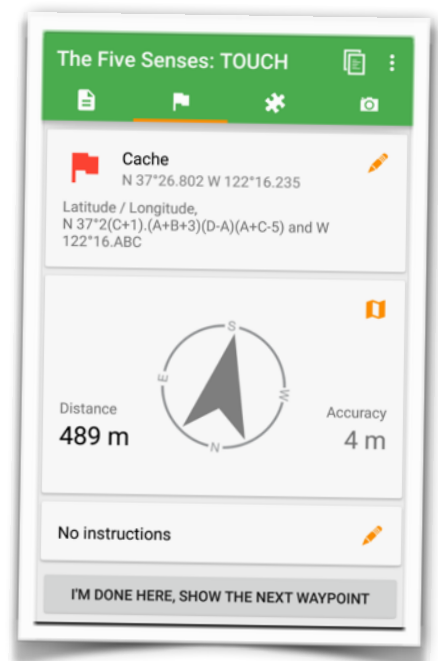 The Five Senses: TOUCH
Cache
N 37°26.802 W 122°16.235
Latitude / Longitude,
N 37°2(C+1).(A+B+3)(D-A)(A+C-5) and W
122°16.ABC
S
E
W
N
Distance
489 m
Accuracy
4 m
No instructions
I'M DONE HERE, SHOW THE NEXT WAYPOINT